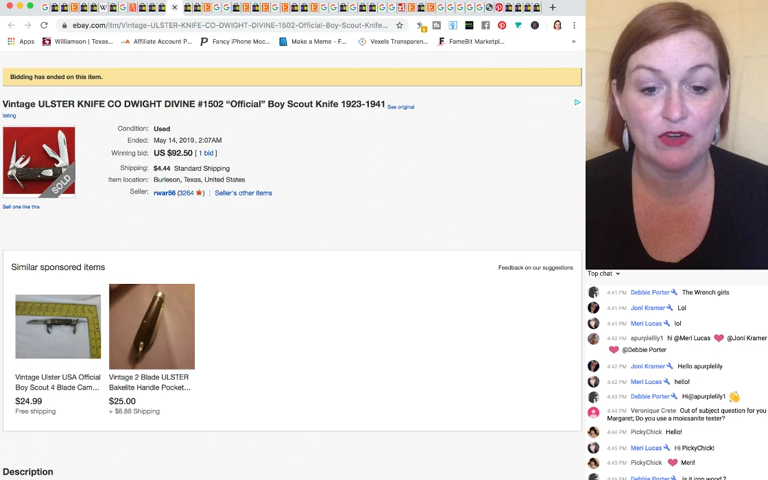 ebay.com/itm/Vintage-ULSTER-KNIFE-CO-DWIGHT-DIVINE-1502-Official-Boy-Scout-Knife...
Apps Williamson | Texas... Affiliate Account P... Fancy iPhone Moc... Make a Meme - F... Vexels Transparen... FameBit Marketpl... »
Bidding has ended on this item.
Vintage ULSTER KNIFE CO DWIGHT DIVINE #1502 “Official” Boy Scout Knife 1923-1941 See original
listing
Condition: Used
Ended: May 14, 2019 , 2:07AM
Winning bid: US $92.50 [ 1 bid ]
Shipping: $4.44 Standard Shipping
Item location: Burleson, Texas, United States
Seller: rwar56 (3264 ) | Seller's other items
SOLD
Sell one like this
Similar sponsored items
Feedback on our suggestions
Vintage Ulster USA Official
Boy Scout 4 Blade Cam...
$24.99
Free shipping
Vintage 2 Blade ULSTER
Bakelite Handle Pocket...
$25.00
+ $8.88 Shipping
Description
Top chat
4:41 PM Debbie Porter The Wrench girls
4:41 PM Joni Kramer Lol
4:41 PM Meri Lucas lol
4:42 PM apurplelily1 hi @Meri Lucas @Joni Kramer
@Debbie Porter
4:42 PM Joni Kramer Hello apurplelily
4:42 PM Meri Lucas hello!
4:43 PM Debbie Porter Hi@apurplelily1
4:44 PM Veronique Crete Out of subject question for you
Margaret; Do you use a moissanite tester?
4:44 PM PickyChick Hello!
4:45 PM Meri Lucas Hi PickyChick!
4:45 PM PickyChick Meri!
4:45 PM Debbie Porter is it iron wood ?